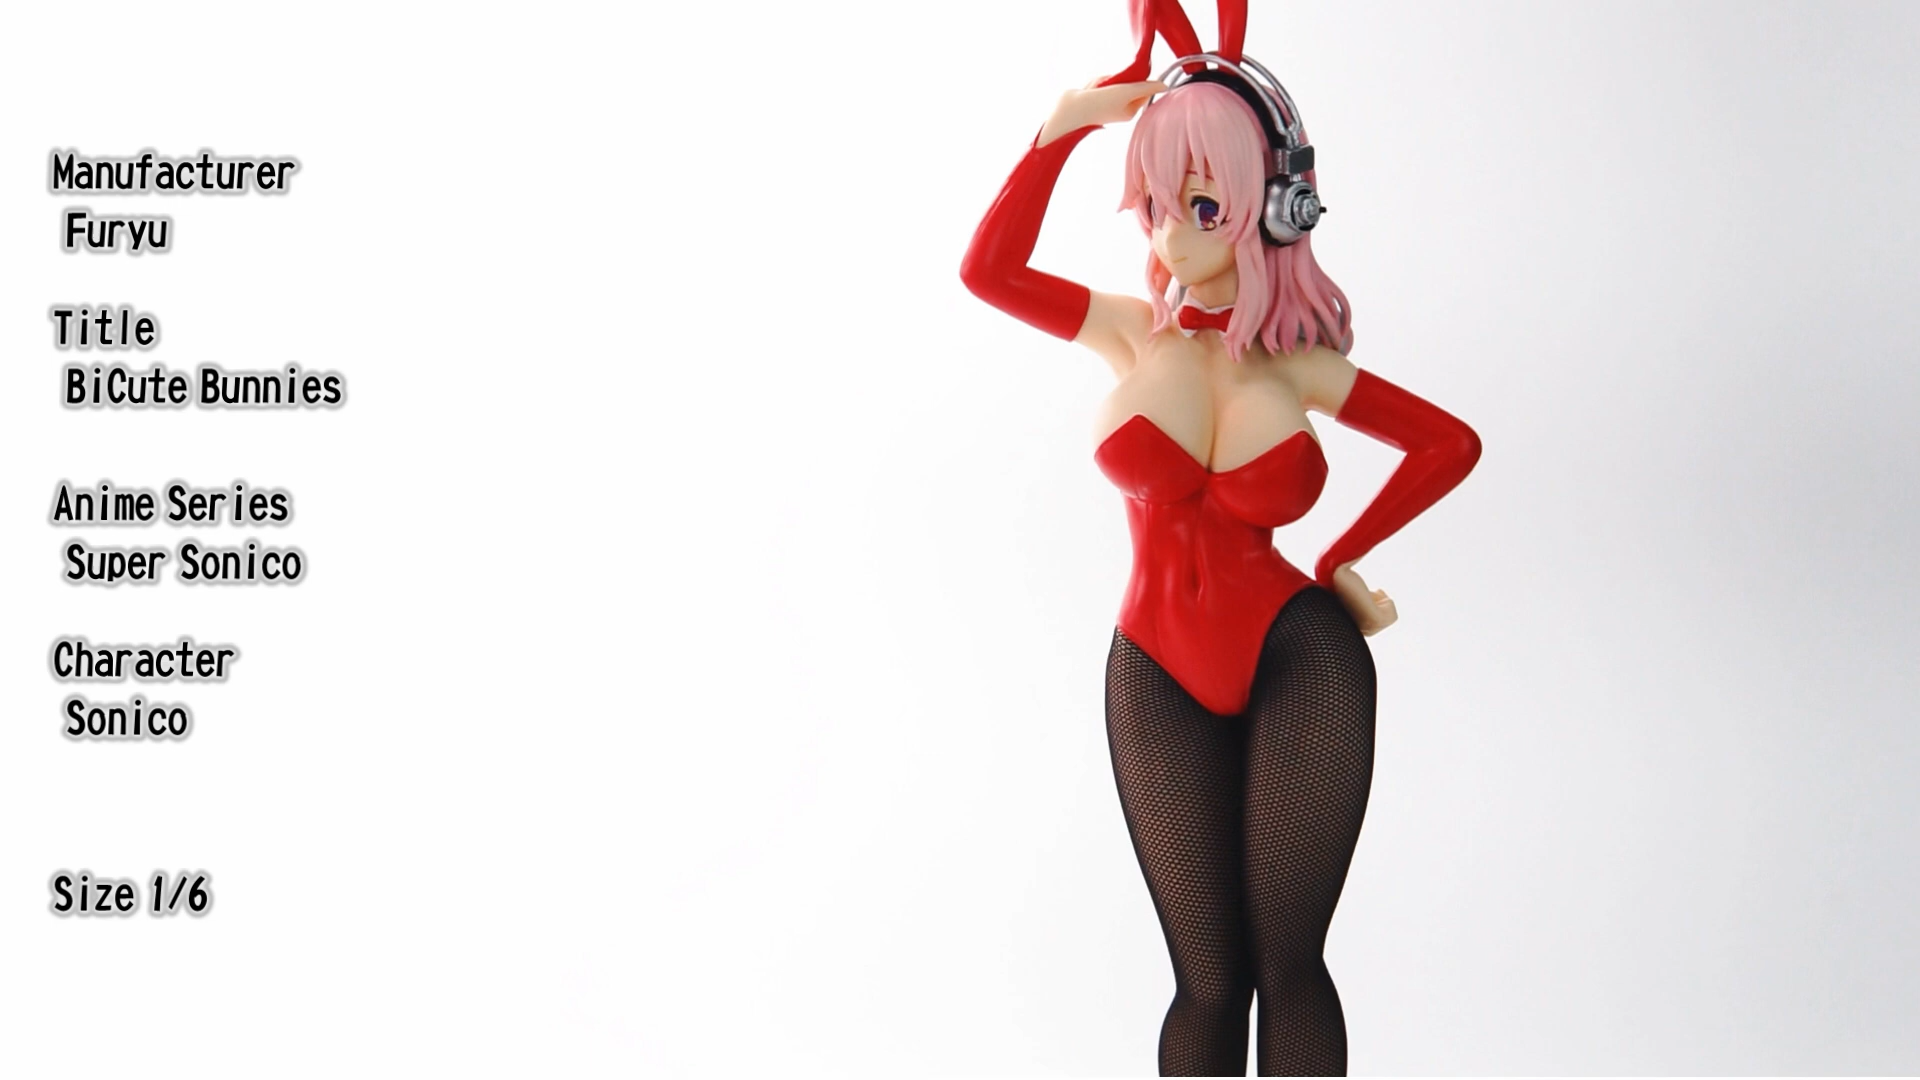 Manufacturer
Furyu
Title
BiCute Bunnies
Anime Series
Super Sonico
Character
Sonico
Size 1/6